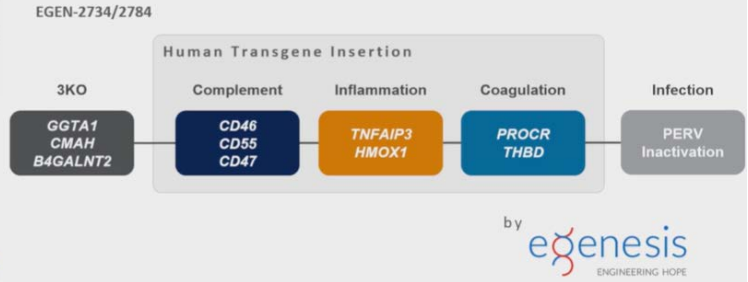 EGEN-2734/2784
Human Transgene Insertion
3KO
Complement
Inflammation
Coagulation
Infection
GGTA1
CMAH
B4GALNT2
CD46
CD55
CD47
TNFAIP3
HMOX1
PROCR
THBD
PERV
Inactivation
by
egenesis
ENGINEERING HOPE